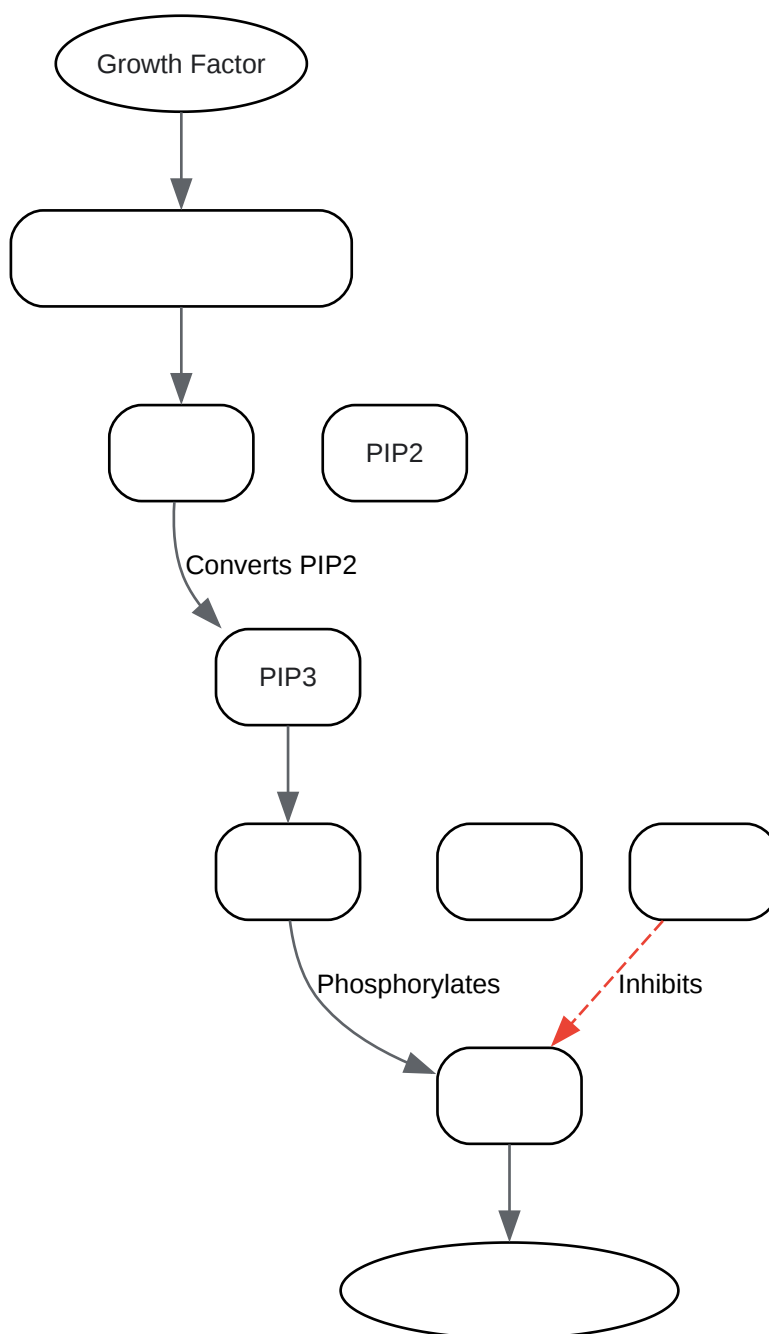 Growth Factor
PIP2
Converts PIP2
PIP3
Phosphorylates
Inhibits